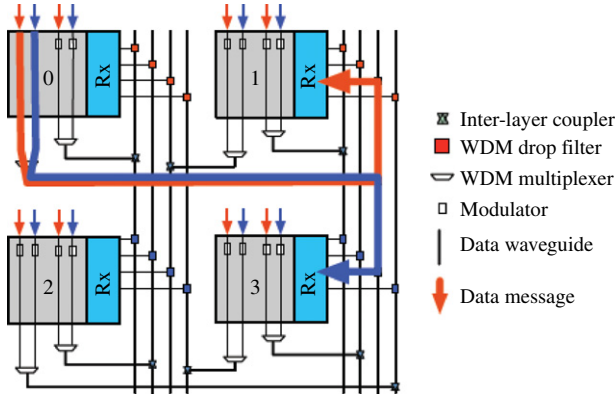 0
Rx
1
Rx
Inter-layer coupler
WDM drop filter
WDM multiplexer
Modulator
Data waveguide
Data message
2
Rx
3
Rx